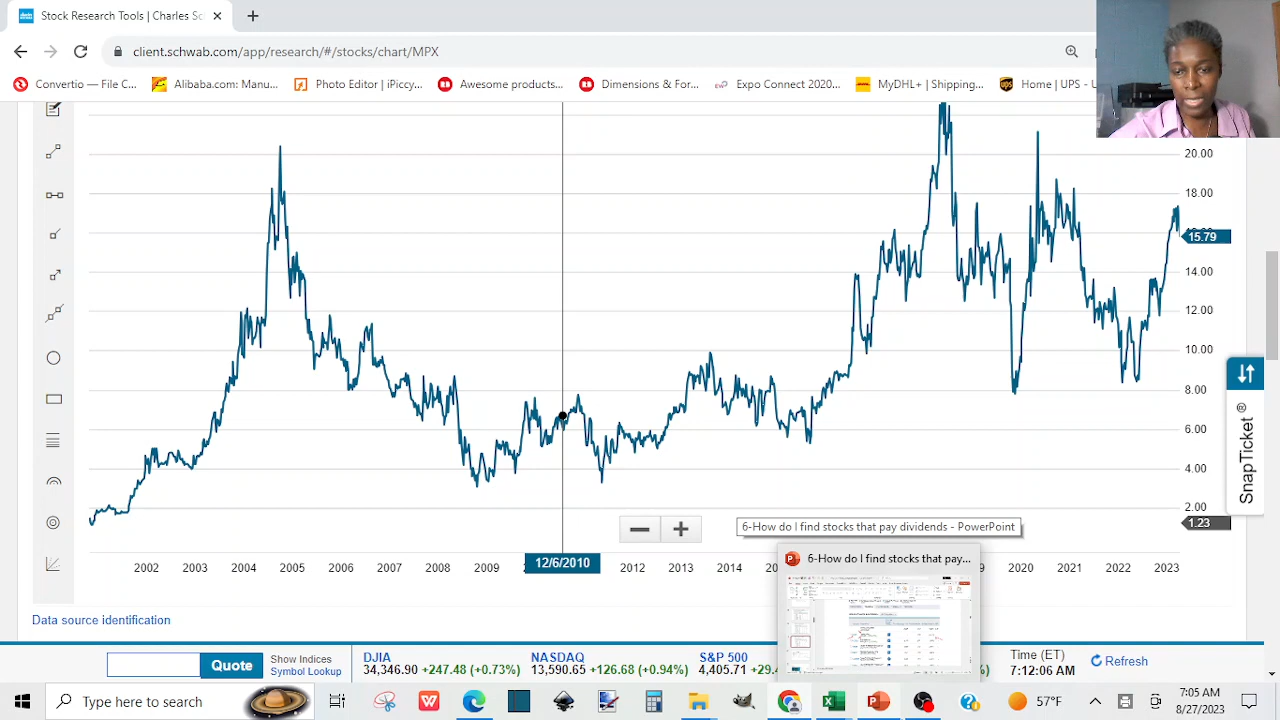 Stock Research Tools | Charles Sc
client.schwab.com/app/research/#/stocks/chart/MPX
Convertio — File C... Alibaba.com: Manu... Photo Editor | iPicc... Awesome products,... Dimensions & For... Expo Connect 2020... MyDHL+ | Shipping... Home | UPS - U
20.00
18.00
15.79
14.00
12.00
10.00
8.00
6.00
4.00
2.00
1.23
SnapTicket®
6-How do I find stocks that pay dividends - PowerPoint
6-How do I find stocks that pay...
12/6/2010
2002 2003 2004 2005 2006 2007 2008 2009 2012 2013 2014 2020 2021 2022 2023
Data source identification
Quote
Show Indices
Symbol Lookup
DJIA
34,346.90 +247.48 (+0.73%)
NASDAQ
13,590.65 +126.68 (+0.94%)
S&P 500
4,405.71
Time (ET)
7:12:06 AM
Refresh
Type here to search
57°F
7:05 AM
8/27/2023